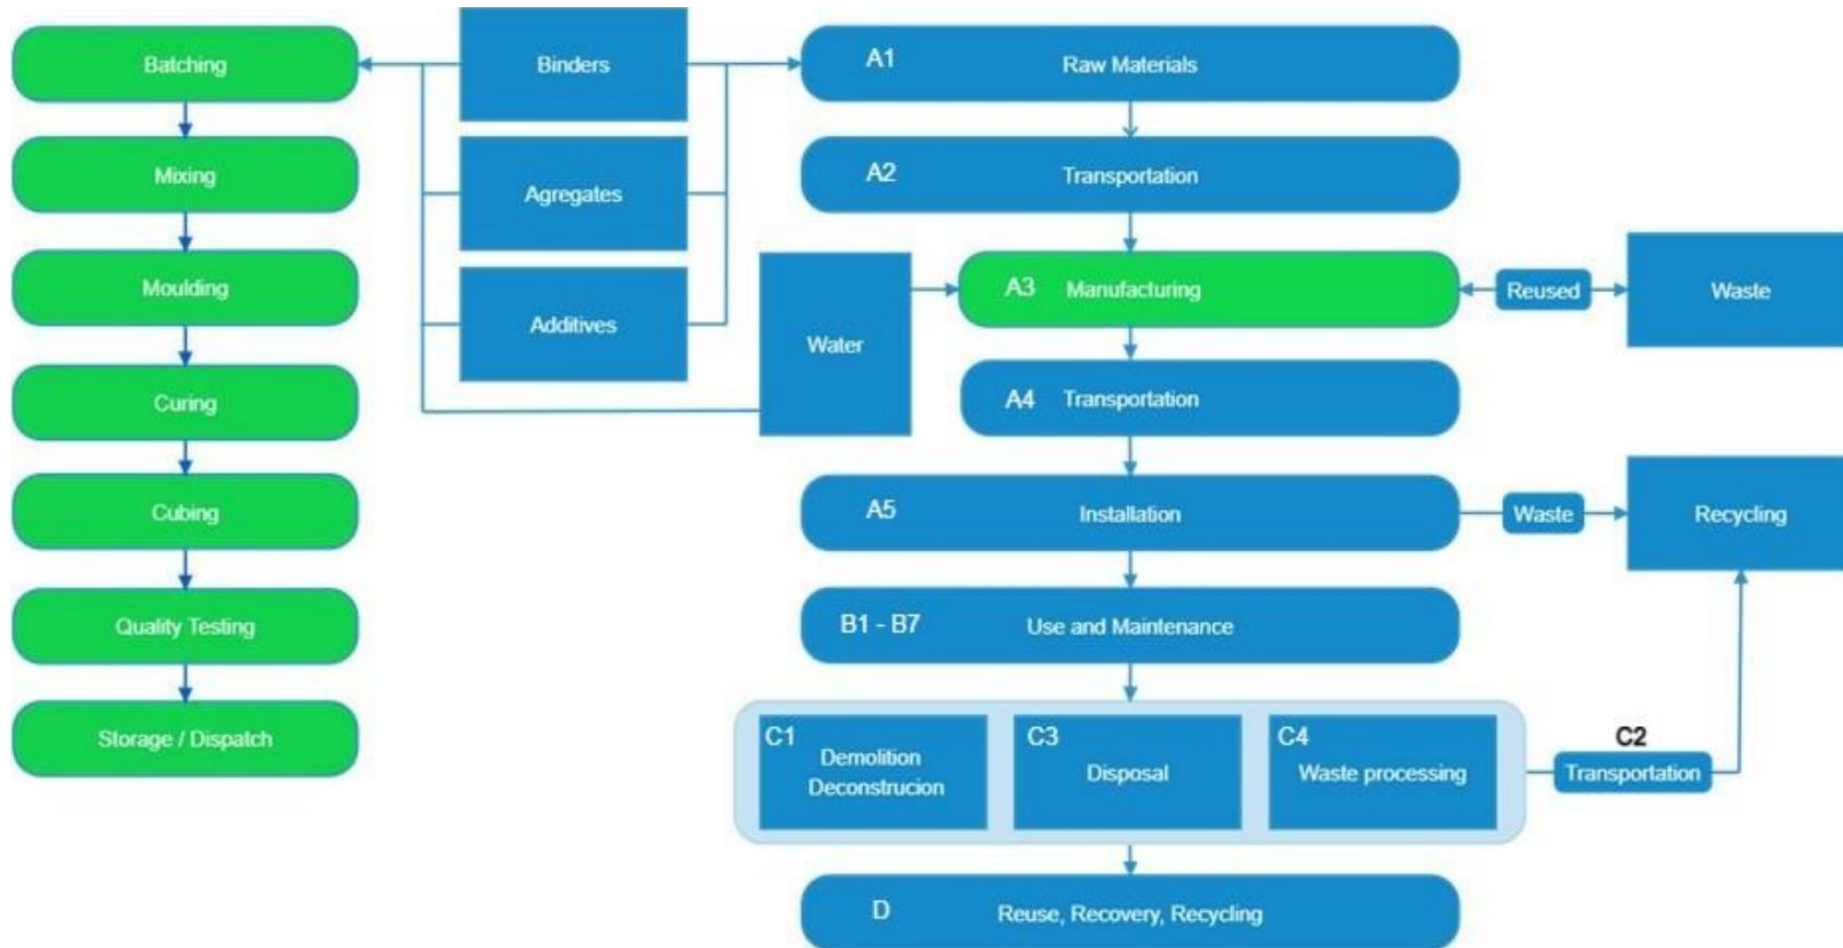 Batching
Mixing
Moulding
Curing
Cubing
Quality Testing
Storage / Dispatch
Binders
Agregates
Additives
Water
A1 Raw Materials
A2 Transportation
A3 Manufacturing
Reused
Waste
A4 Transportation
A5 Installation
Waste
Recycling
B1 - B7 Use and Maintenance
C1
Demolition
Deconstrucion
C3
Disposal
C4
Waste processing
C2
Transportation
D Reuse, Recovery, Recycling